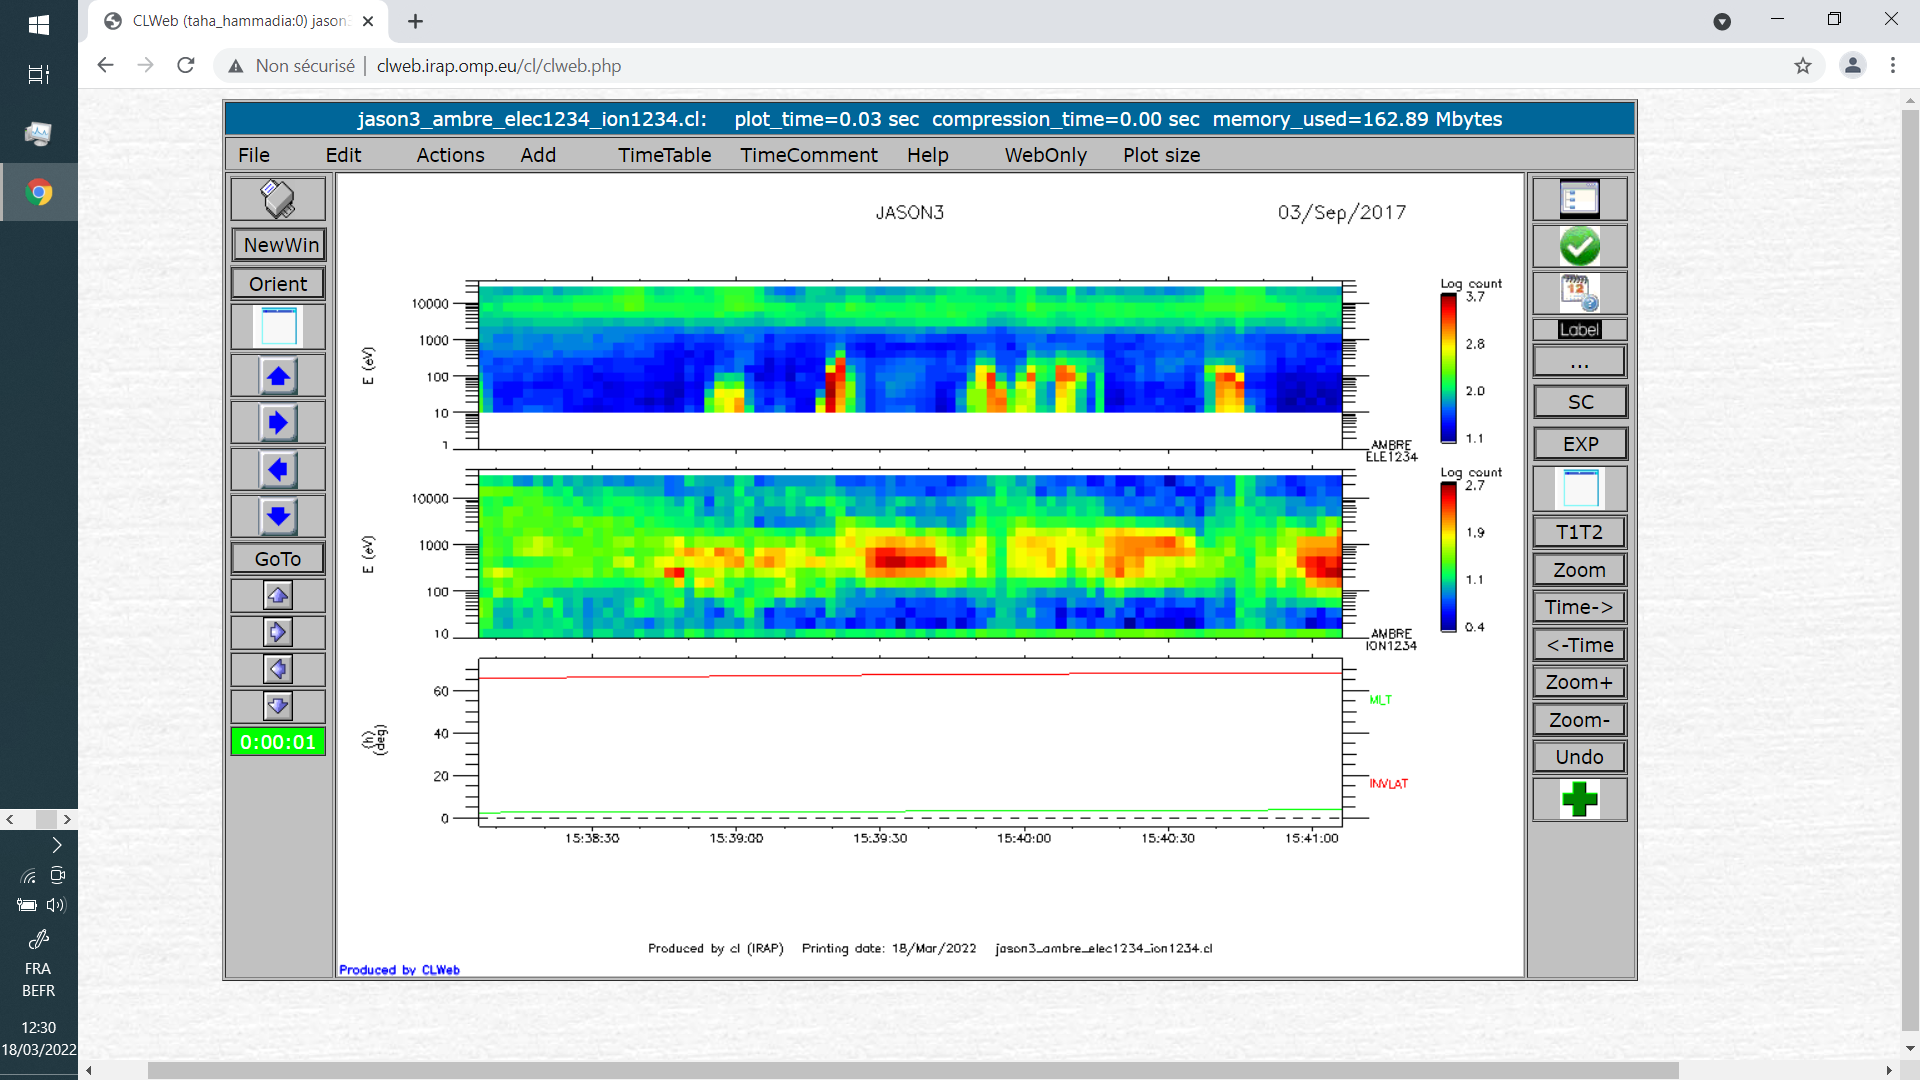 CLWeb (taha_hammadia:0) jason3
Non sécurisé | clweb.irap.omp.eu/cl/clweb.php
jason3_ambre_elec1234_ion1234.cl: plot_time=0.03 sec compression_time=0.00 sec memory_used=162.89 Mbytes
File Edit Actions Add TimeTable TimeComment Help WebOnly Plot size
NewWin
Orient
GoTo
0:00:01
JASON3 03/Sep/2017
10000
1000
100
10
1
E (eV)
Log count
3.7
2.8
2.0
1.1
AMBRE
ELE1234
10000
1000
100
10
E (eV)
Log count
2.7
1.9
1.1
0.4
AMBRE
ION1234
60
40
20
0
(h)
(deg)
MLT
INVLAT
15:38:30 15:39:00 15:39:30 15:40:00 15:40:30 15:41:00
Produced by cl (IRAP) Printing date: 18/Mar/2022 jason3_ambre_elec1234_ion1234.cl
Produced by CLWeb
12
Label
...
SC
EXP
T1T2
Zoom
Time->
<-Time
Zoom+
Zoom-
Undo
FRA
BEFR
12:30
18/03/2022